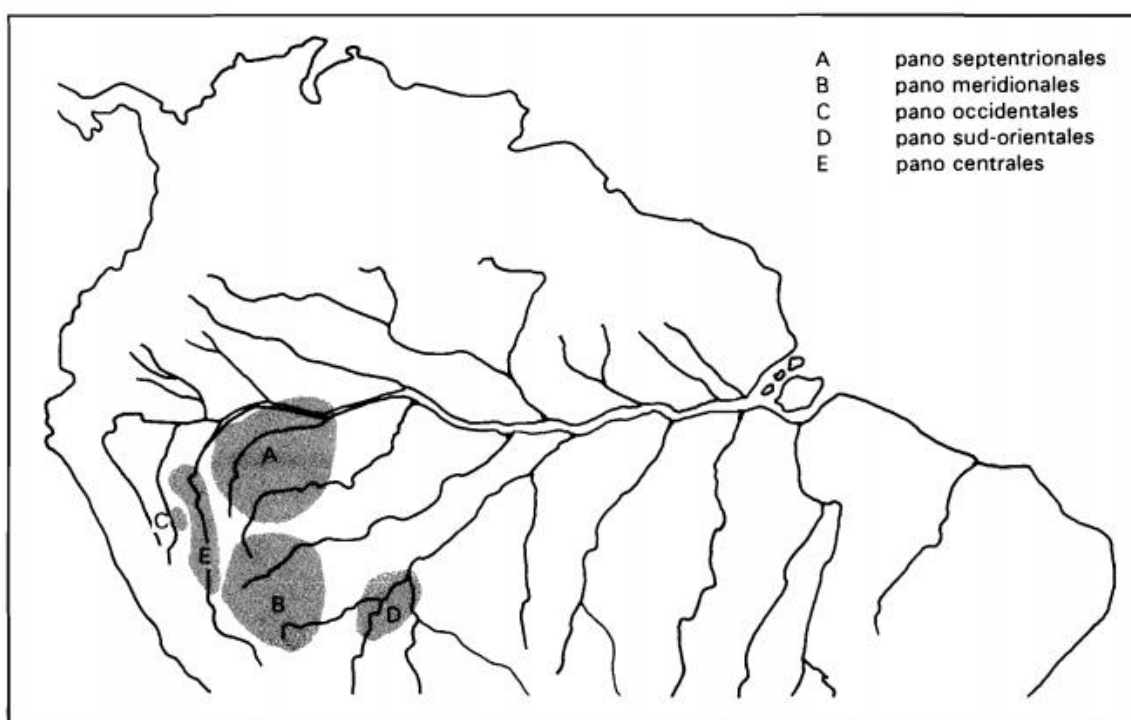 A pano septentrionales
B pano meridionales
C pano occidentales
D pano sud-orientales
E pano centrales
A
C
E
B
D